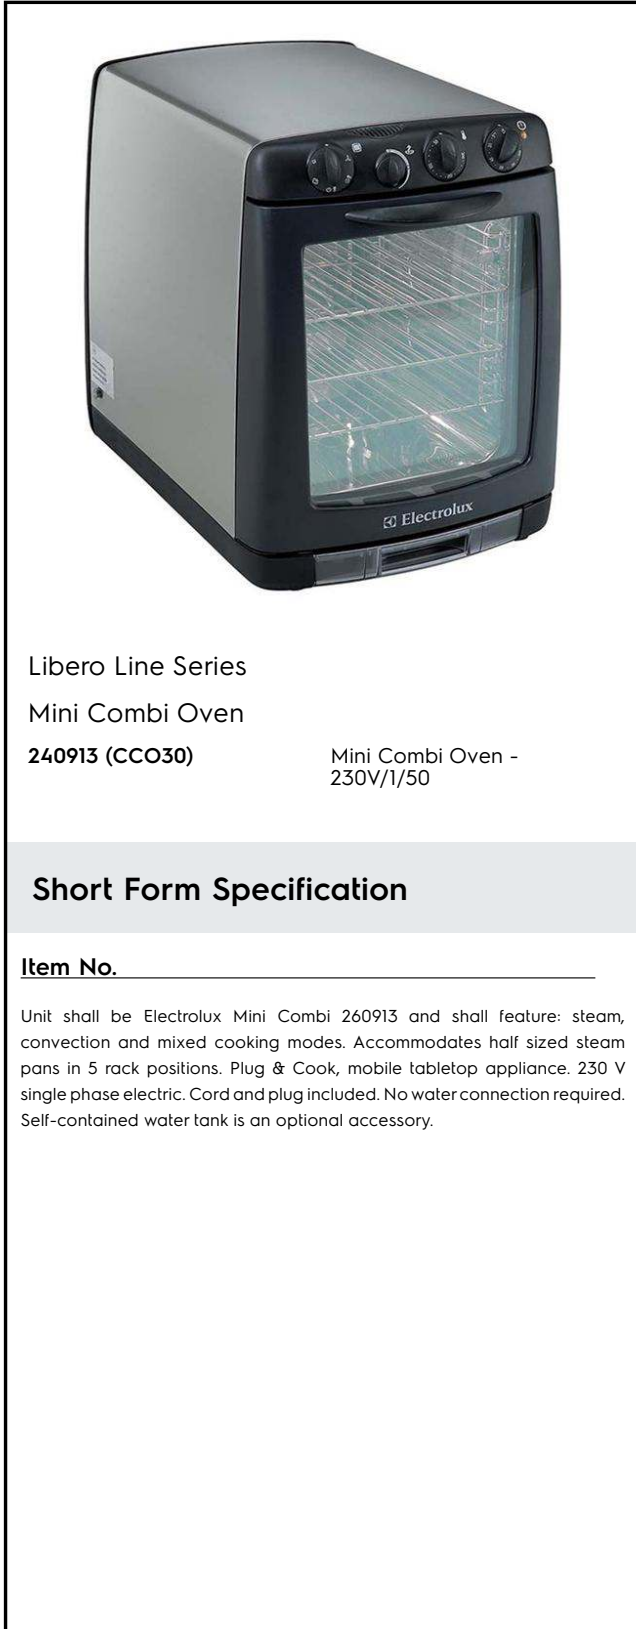 Electrolux
Libero Line Series
Mini Combi Oven
240913 (CCO30)
Mini Combi Oven -
230V/1/50
Short Form Specification
Item No.
Unit shall be Electrolux Mini Combi 260913 and shall feature: steam,
convection and mixed cooking modes. Accommodates half sized steam
pans in 5 rack positions. Plug & Cook, mobile tabletop appliance. 230 V
single phase electric. Cord and plug included. No water connection required.
Self-contained water tank is an optional accessory.